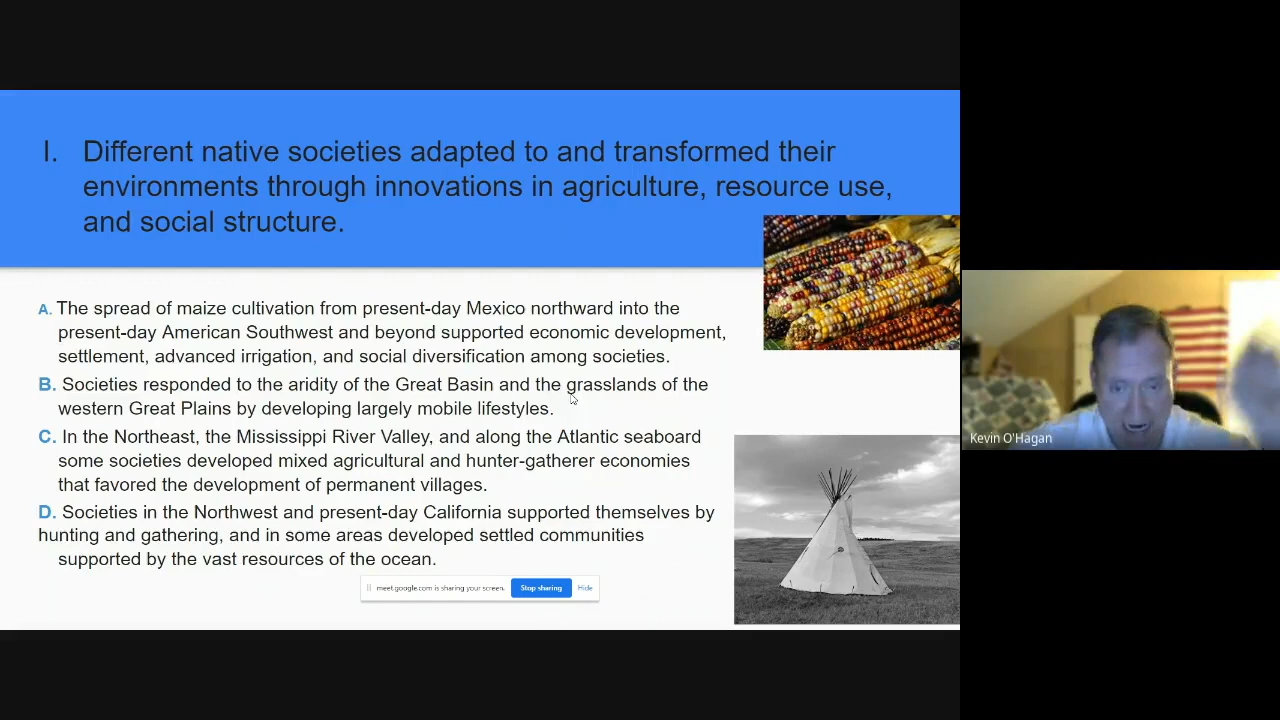 I. Different native societies adapted to and transformed their
environments through innovations in agriculture, resource use,
and social structure.
A. The spread of maize cultivation from present-day Mexico northward into the
present-day American Southwest and beyond supported economic development,
settlement, advanced irrigation, and social diversification among societies.
B. Societies responded to the aridity of the Great Basin and the grasslands of the
western Great Plains by developing largely mobile lifestyles.
C. In the Northeast, the Mississippi River Valley, and along the Atlantic seaboard
some societies developed mixed agricultural and hunter-gatherer economies
that favored the development of permanent villages.
D. Societies in the Northwest and present-day California supported themselves by
hunting and gathering, and in some areas developed settled communities
supported by the vast resources of the ocean.
meet.google.com is sharing your screen. Stop sharing Hide
Kevin O'Hagan